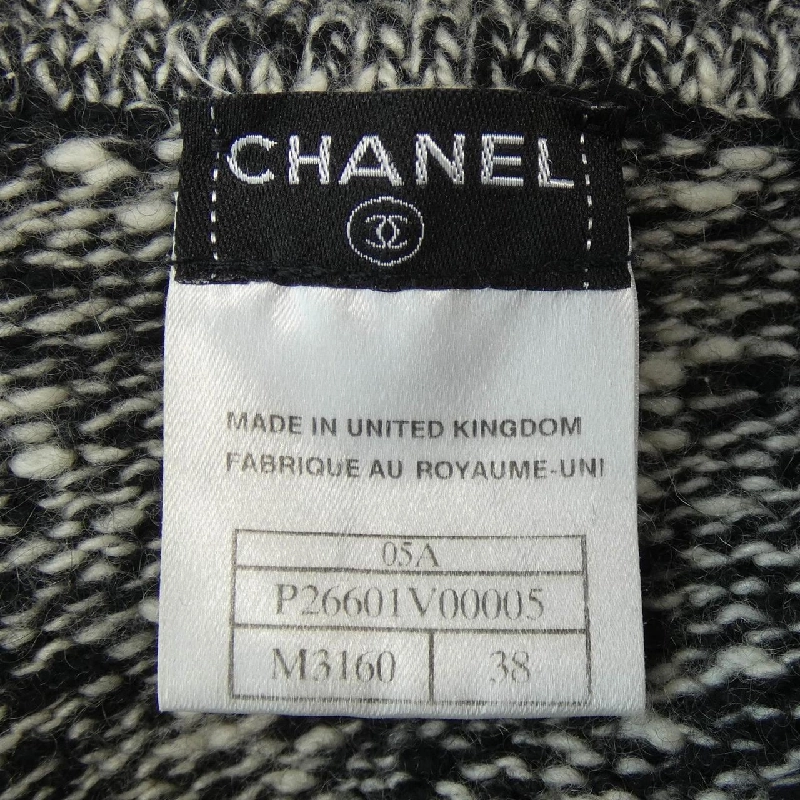 CHANEL
MADE IN UNITED KINGDOM
FABRIQUE AU ROYAUME-UNI
05A
P26601V00005
M3160 38